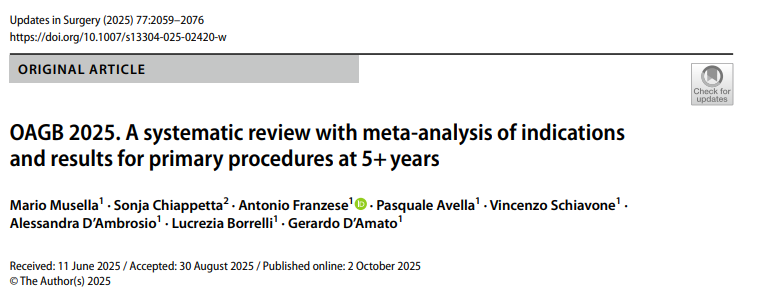 Updates in Surgery (2025) 77:2059–2076
https://doi.org/10.1007/s13304-025-02420-w
ORIGINAL ARTICLE
Check for
updates
OAGB 2025. A systematic review with meta-analysis of indications
and results for primary procedures at 5+ years
Mario Musella1 · Sonja Chiappetta2 · Antonio Franzese1 iD · Pasquale Avella1 · Vincenzo Schiavone1 ·
Alessandra D’Ambrosio1 · Lucrezia Borrelli1 · Gerardo D’Amato1
Received: 11 June 2025 / Accepted: 30 August 2025 / Published online: 2 October 2025
© The Author(s) 2025